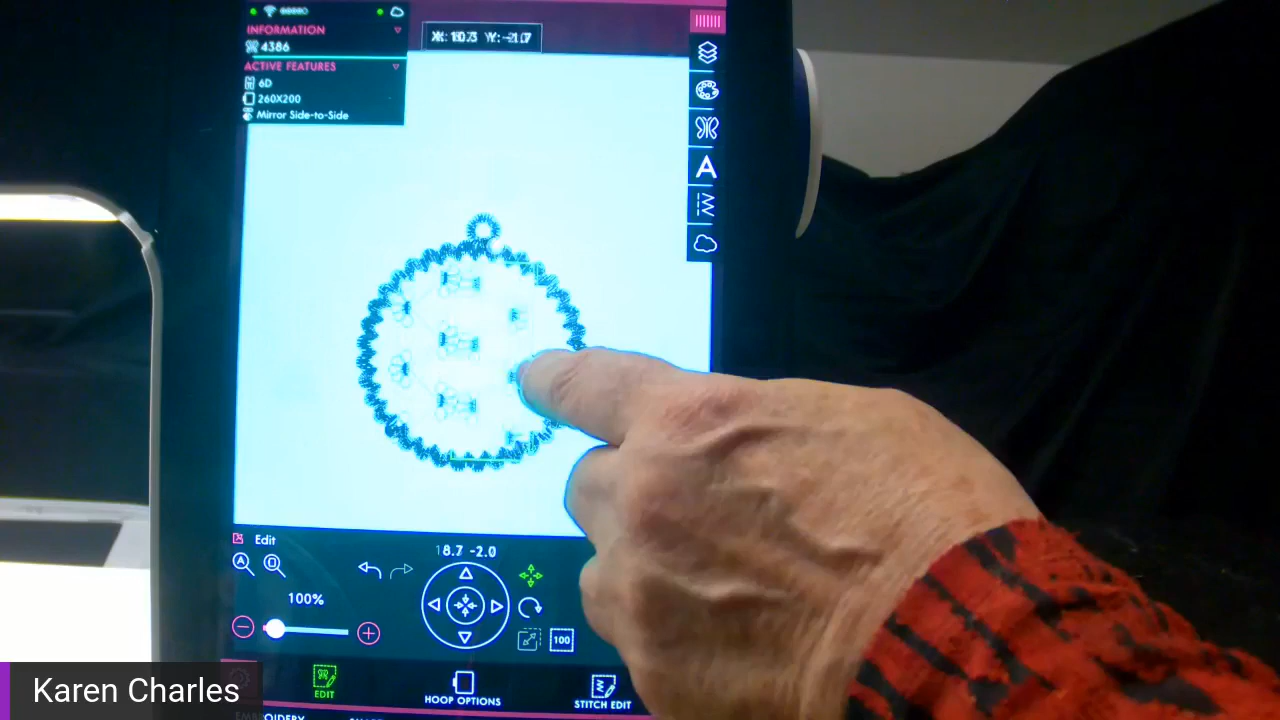 INFORMATION
4386
ACTIVE FEATURES
6D
260X200
Mirror Side-to-Side
A
Edit
18.7 -2.0
A
100%
100
EDIT
HOOP OPTIONS
STITCH EDIT
Karen Charles